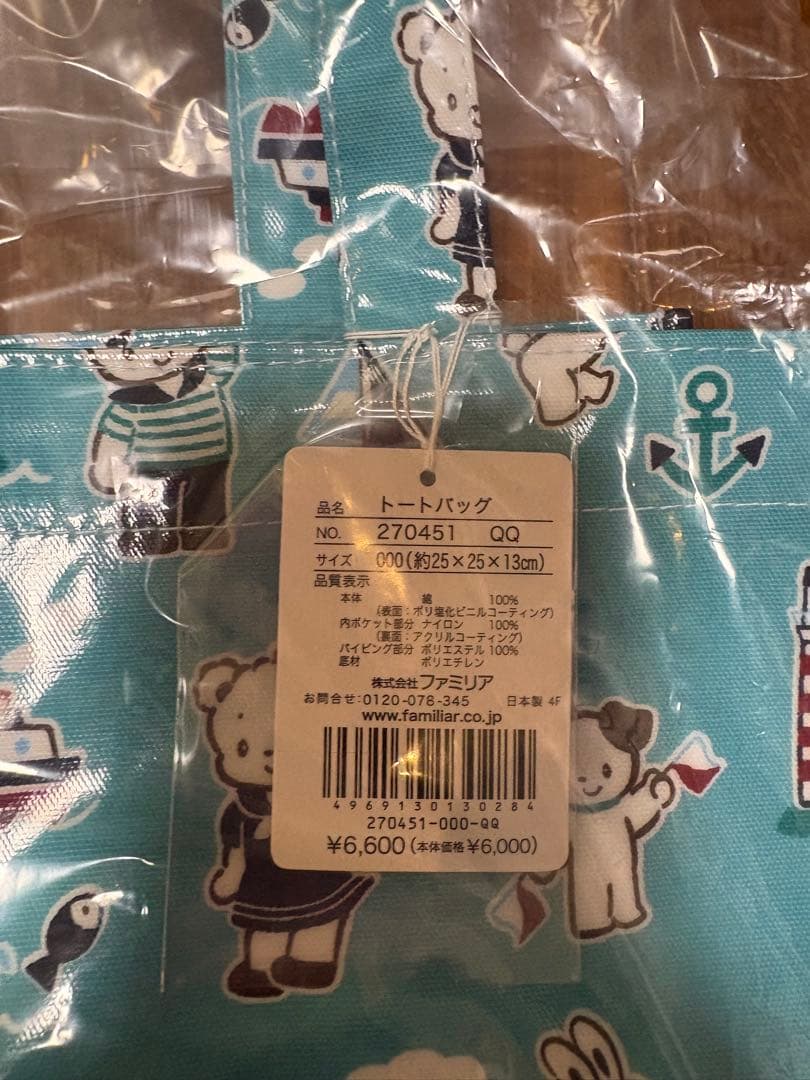 品名 トートバッグ
NO. 270451 QQ
サイズ 000(約25×25×13cm)
品質表示
本体 綿 100%
(表面:ポリ塩化ビニルコーティング)
内ポケット部分 ナイロン 100%
(裏面:アクリルコーティング)
パイピング部分 ポリエステル 100%
底材 ポリエチレン
株式会社ファミリア
お問合せ:0120-078-345 日本製 4F
www.familiar.co.jp
4969130130284
270451-000-QQ
¥6,600(本体価格¥6,000)